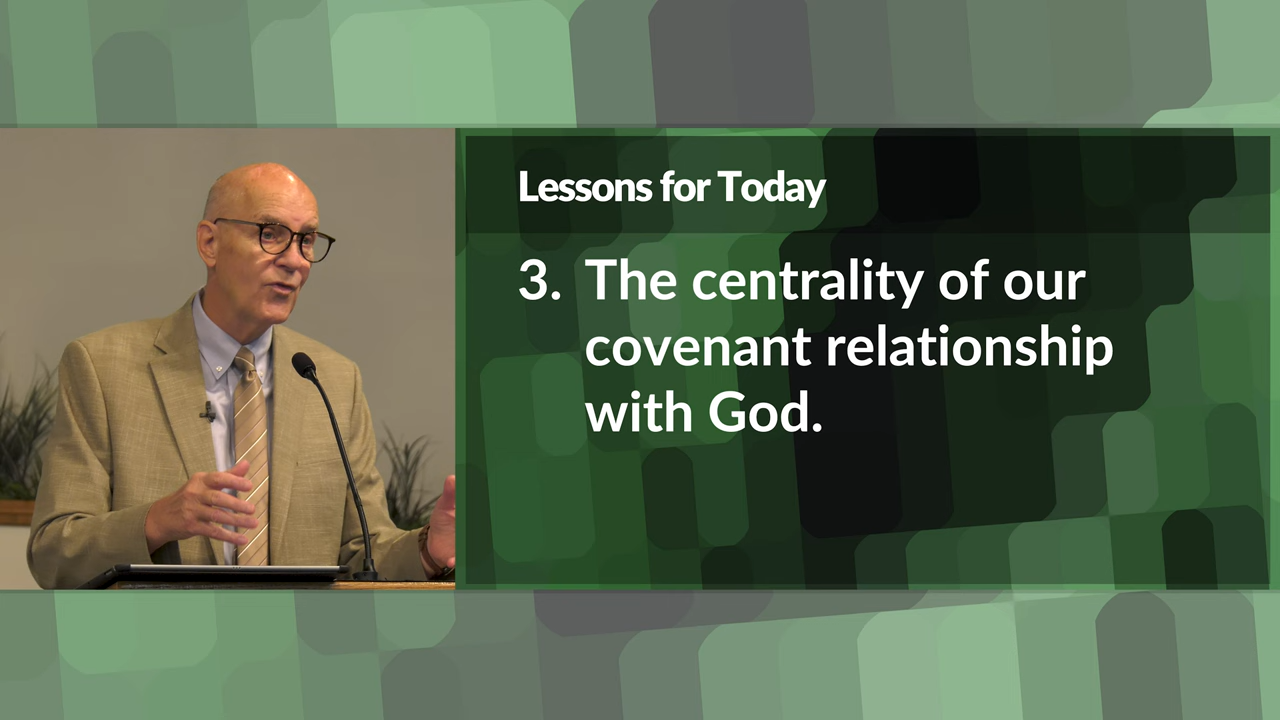 Lessons for Today
3. The centrality of our
covenant relationship
with God.